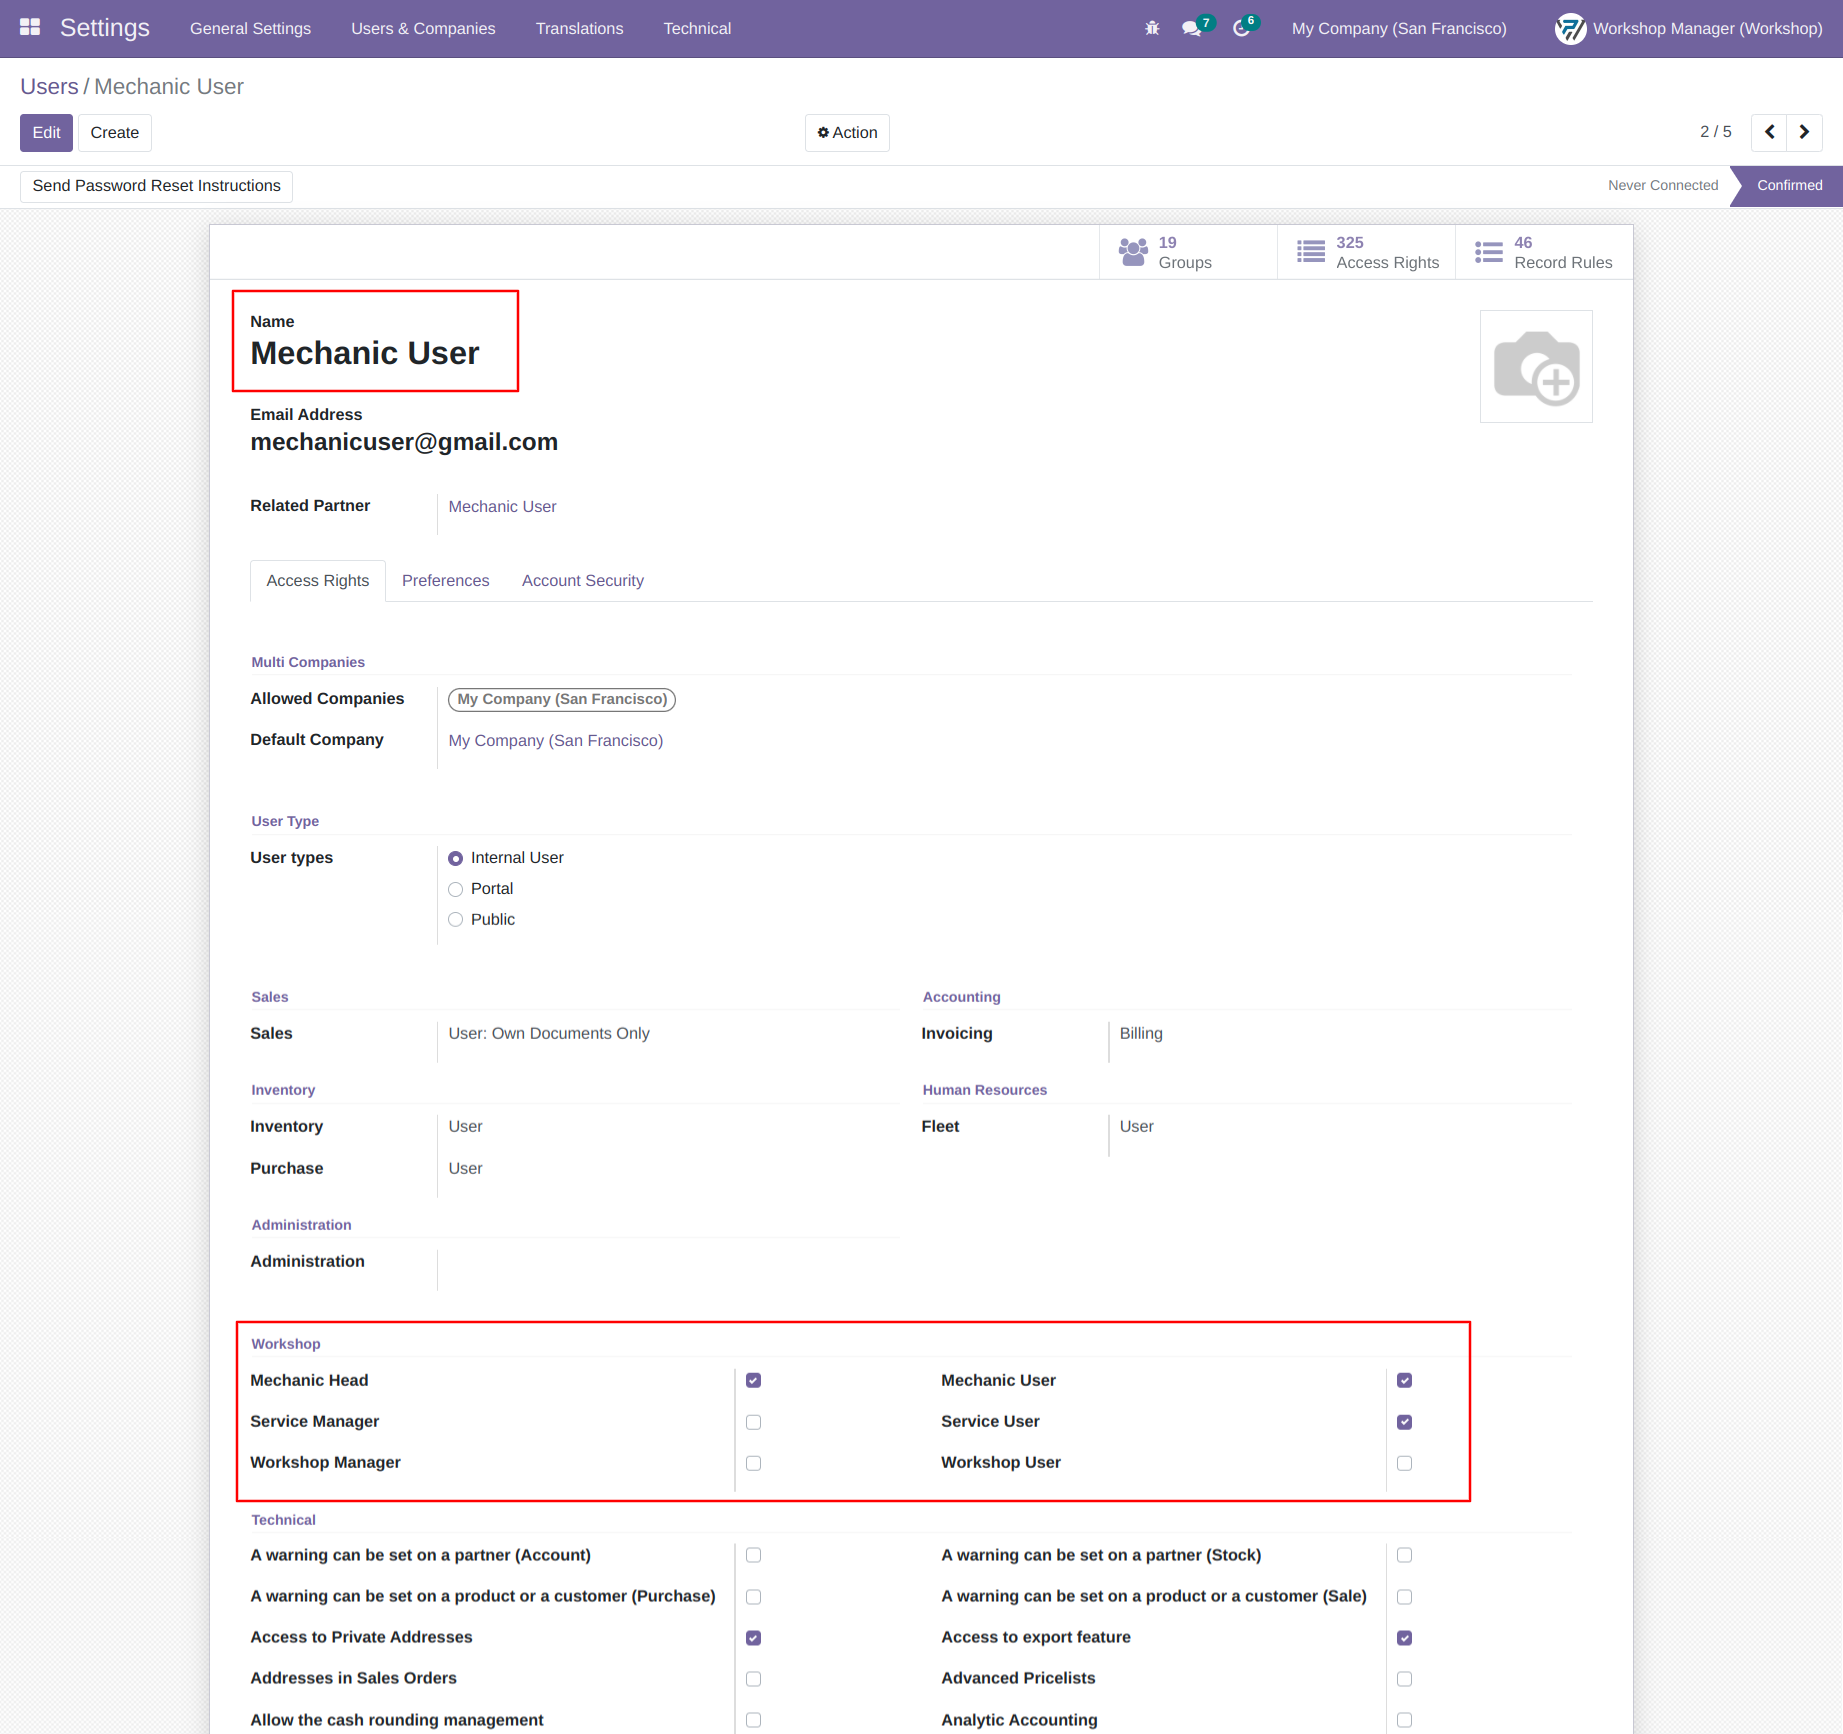 Settings General Settings Users & Companies Translations Technical 7 6 My Company (San Francisco) Workshop Manager (Workshop)
Users / Mechanic User
Edit Create Action 2 / 5
Send Password Reset Instructions Never Connected Confirmed
19 Groups 325 Access Rights 46 Record Rules
Name
Mechanic User
Email Address
mechanicuser@gmail.com
Related Partner Mechanic User
Access Rights Preferences Account Security
Multi Companies
Allowed Companies My Company (San Francisco)
Default Company My Company (San Francisco)
User Type
User types Internal User
Portal
Public
Sales Accounting
Sales User: Own Documents Only Invoicing Billing
Inventory Human Resources
Inventory User Fleet User
Purchase User
Administration
Administration
Workshop
Mechanic Head Mechanic User
Service Manager Service User
Workshop Manager Workshop User
Technical
A warning can be set on a partner (Account) A warning can be set on a partner (Stock)
A warning can be set on a product or a customer (Purchase) A warning can be set on a product or a customer (Sale)
Access to Private Addresses Access to export feature
Addresses in Sales Orders Advanced Pricelists
Allow the cash rounding management Analytic Accounting